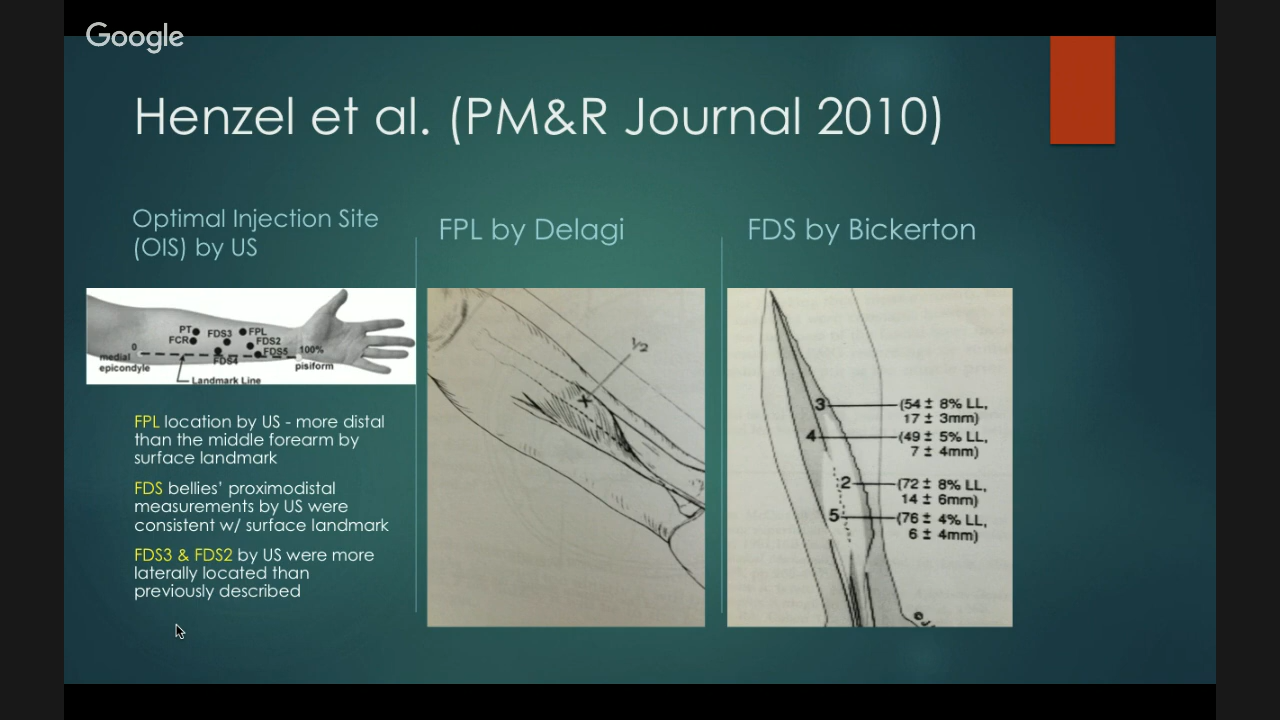 Google
Henzel et al. (PM&R Journal 2010)
Optimal Injection Site
(OIS) by US
PT
FCR
FDS3
FPL
FDS2
FDS5
FDS4
0
100%
medial
epicondyle
pisiform
Landmark Line
FPL location by US - more distal
than the middle forearm by
surface landmark
FDS bellies’ proximodistal
measurements by US were
consistent w/ surface landmark
FDS3 & FDS2 by US were more
laterally located than
previously described
FPL by Delagi
1/2
FDS by Bickerton
3
(54 ± 8% LL,
17 ± 3mm)
4
(49 ± 5% LL,
7 ± 4mm)
2
(72 ± 8% LL,
14 ± 6mm)
5
(76 ± 4% LL,
6 ± 4mm)